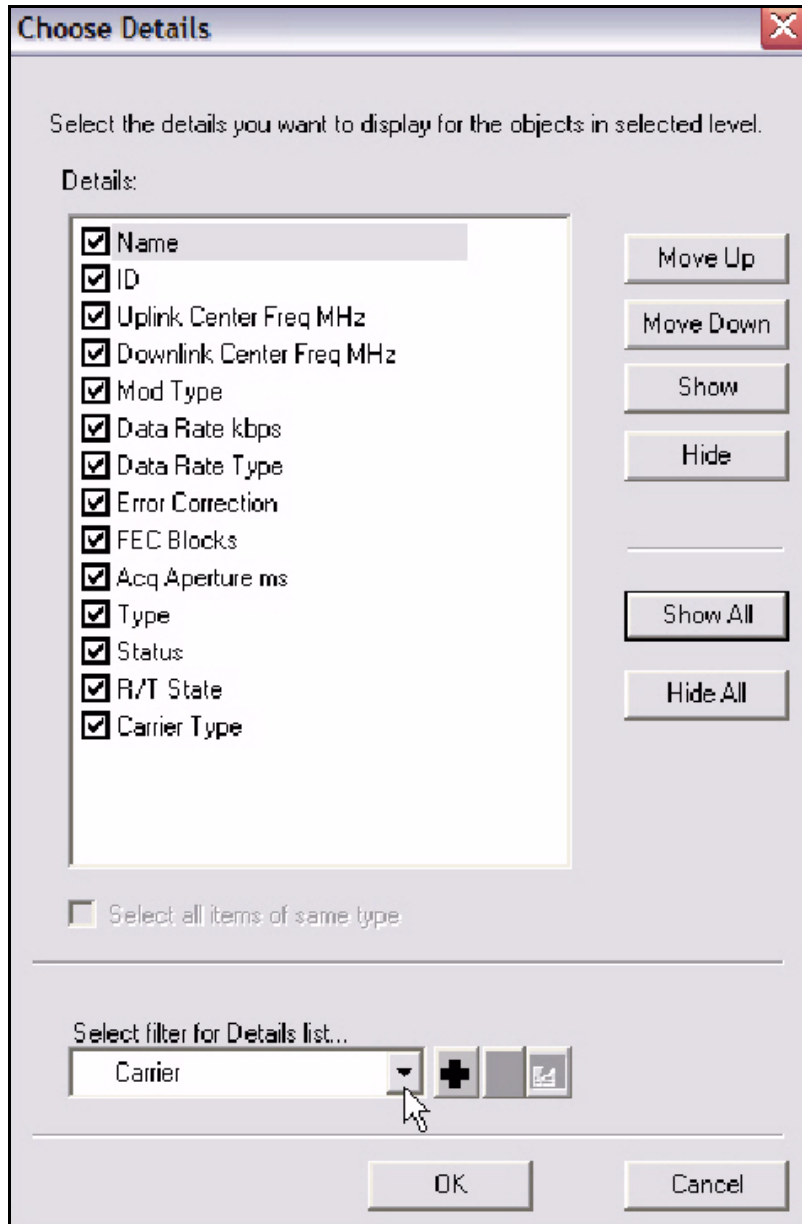 Choose Details
Select the details you want to display for the objects in selected level.
Details:
Name
ID
Uplink Center Freq MHz
Downlink Center Freq MHz
Mod Type
Data Rate kbps
Data Rate Type
Error Correction
FEC Blocks
Acq Aperture ms
Type
Status
R/T State
Carrier Type
Move Up
Move Down
Show
Hide
Show All
Hide All
Select all items of same type
Select filter for Details list...
Carrier
OK
Cancel